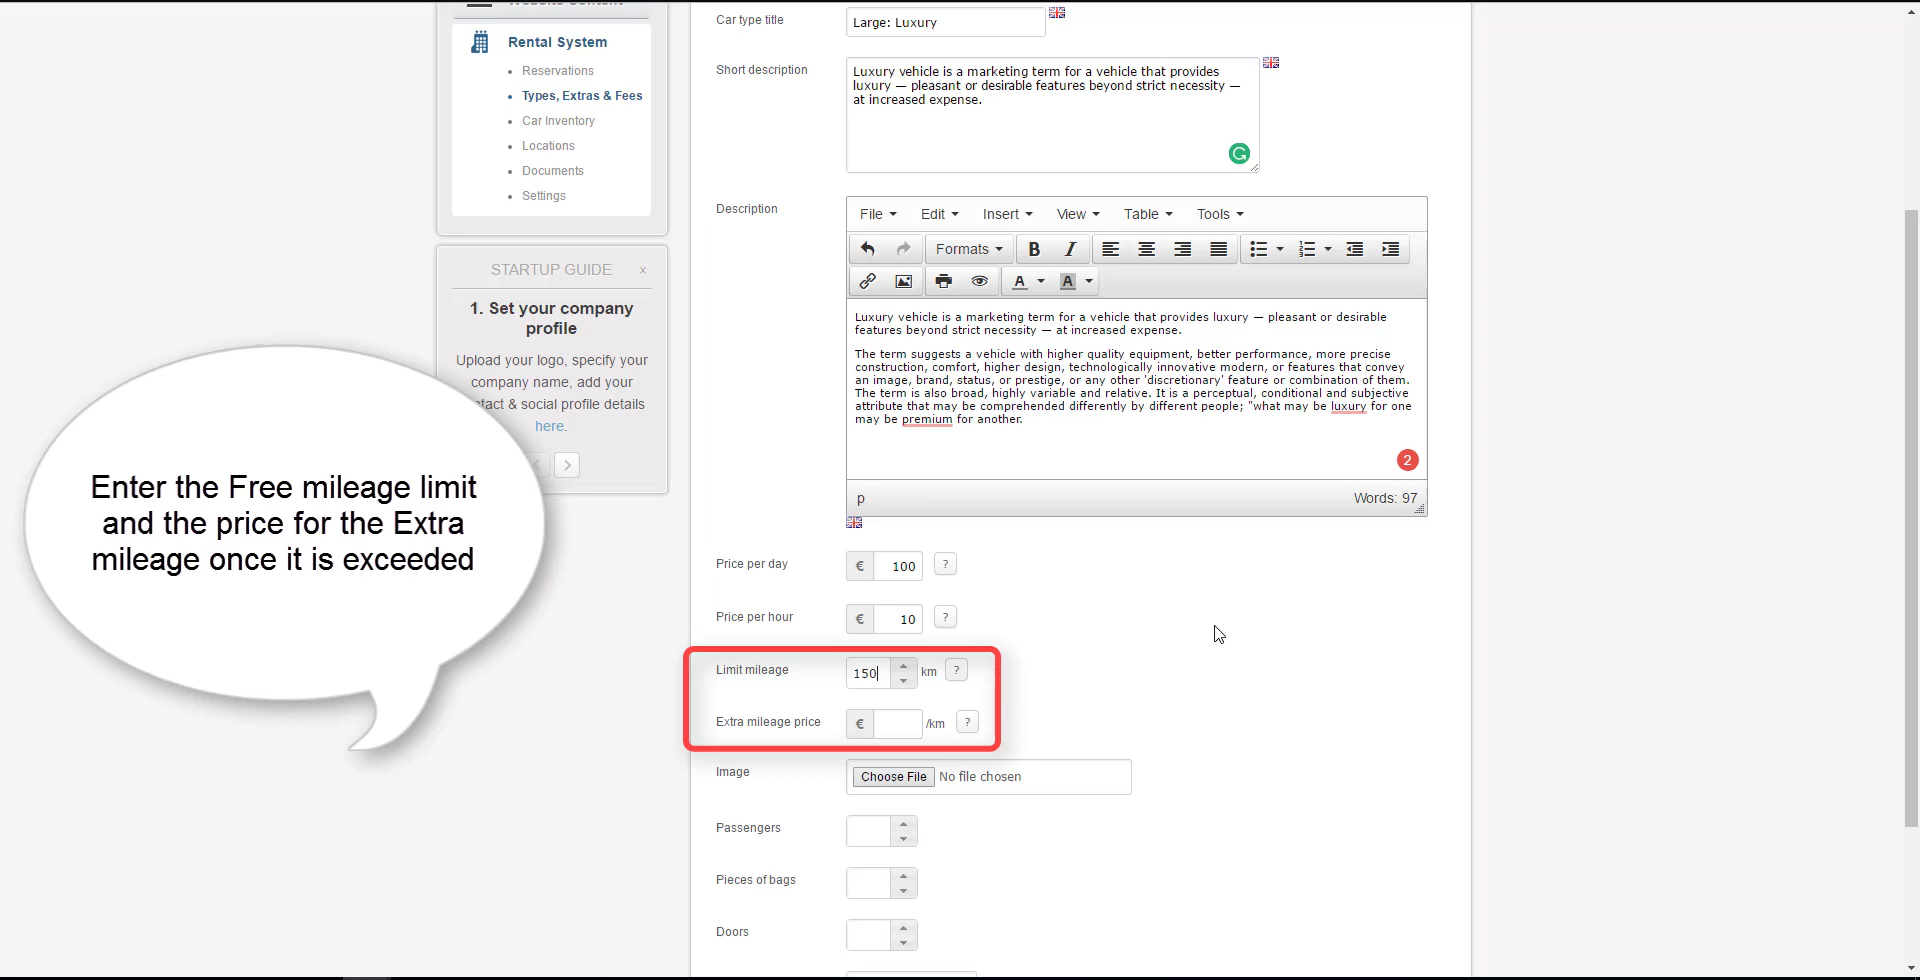 Website Content
Rental System
Reservations
Types, Extras & Fees
Car Inventory
Locations
Documents
Settings
STARTUP GUIDE x
1. Set your company
profile
Upload your logo, specify your
company name, add your
tact & social profile details
here.
Enter the Free mileage limit
and the price for the Extra
mileage once it is exceeded
Car type title Large: Luxury
Short description
Luxury vehicle is a marketing term for a vehicle that provides
luxury — pleasant or desirable features beyond strict necessity —
at increased expense.
Description
File Edit Insert View Table Tools
Formats B I
A A
Luxury vehicle is a marketing term for a vehicle that provides luxury — pleasant or desirable
features beyond strict necessity — at increased expense.
The term suggests a vehicle with higher quality equipment, better performance, more precise
construction, comfort, higher design, technologically innovative modern, or features that convey
an image, brand, status, or prestige, or any other 'discretionary' feature or combination of them.
The term is also broad, highly variable and relative. It is a perceptual, conditional and subjective
attribute that may be comprehended differently by different people; "what may be luxury for one
may be premium for another.
2
p Words: 97
Price per day € 100 ?
Price per hour € 10 ?
Limit mileage 150 km ?
Extra mileage price € /km ?
Image Choose File No file chosen
Passengers
Pieces of bags
Doors